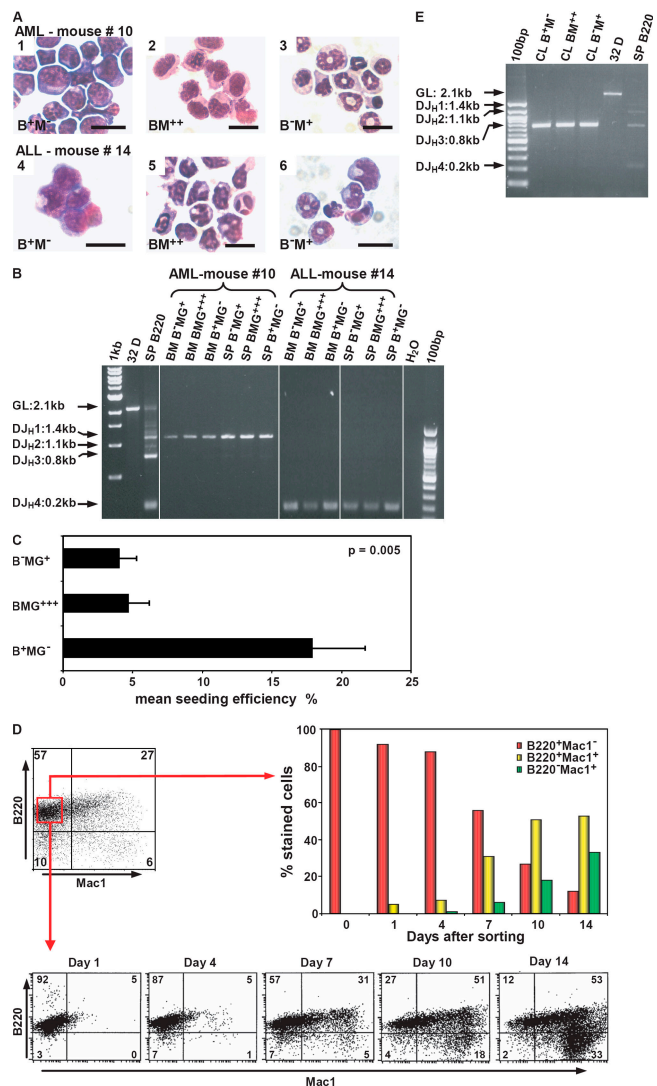 A
AML - mouse # 10
1
B⁺M⁻
2
BM⁺⁺
3
B⁻M⁺
ALL - mouse # 14
4
B⁺M⁻
5
BM⁺⁺
6
B⁻M⁺
E
100bp
CL B⁺M⁻
CL BM⁺⁺
CL B⁻M⁺
32 D
SP B220
GL: 2.1kb
DJH1:1.4kb
DJH2:1.1kb
DJH3:0.8kb
DJH4:0.2kb
B
AML-mouse #10
ALL-mouse #14
1kb
32 D
SP B220
BM B⁻MG⁺
BM BMG⁺⁺⁺
BM B⁺MG⁻
SP B⁻MG⁺
SP BMG⁺⁺⁺
SP B⁺MG⁻
BM B⁻MG⁺
BM BMG⁺⁺⁺
BM B⁺MG⁻
SP B⁻MG⁺
SP BMG⁺⁺⁺
SP B⁺MG⁻
H₂O
100bp
GL:2.1kb
DJH1:1.4kb
DJH2:1.1kb
DJH3:0.8kb
DJH4:0.2kb
C
p = 0.005
B⁻MG⁺
BMG⁺⁺⁺
B⁺MG⁻
0 5 10 15 20 25
mean seeding efficiency %
D
57 27
B220
10 6
Mac1
100
80
60
40
20
0
% stained cells
B220⁺Mac1⁻
B220⁺Mac1⁺
B220⁻Mac1⁺
0 1 4 7 10 14
Days after sorting
Day 1 Day 4 Day 7 Day 10 Day 14
92 5 87 5 57 31 27 51 12 53
B220
3 0 7 1 7 5 4 18 2 33
Mac1